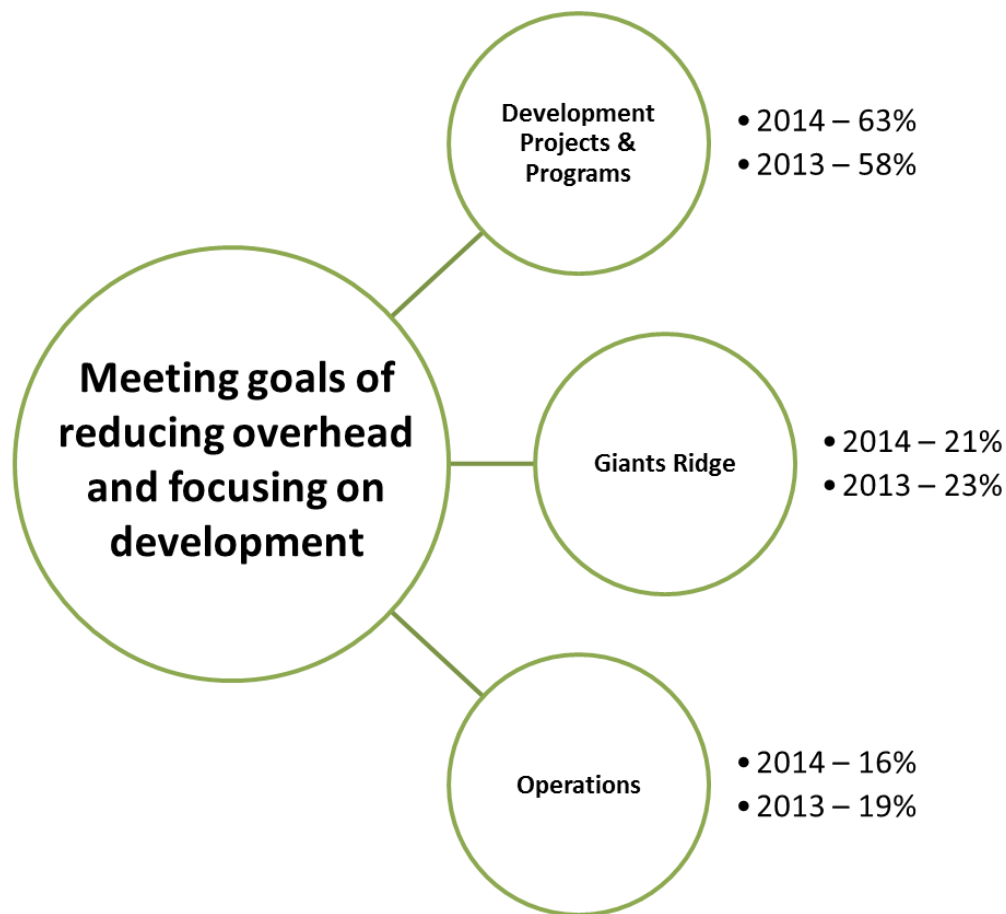 Development
Projects &
Programs
• 2014 – 63%
• 2013 – 58%
Meeting goals of
reducing overhead
and focusing on
development
Giants Ridge
• 2014 – 21%
• 2013 – 23%
Operations
• 2014 – 16%
• 2013 – 19%